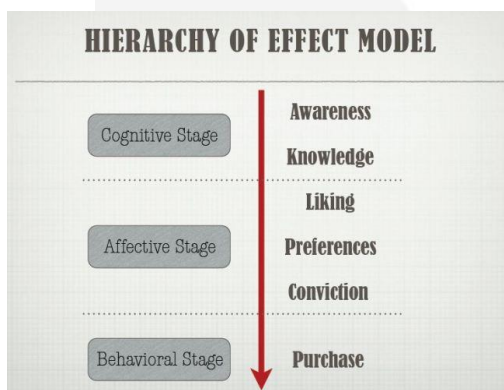 HIERARCHY OF EFFECT MODEL
Cognitive Stage
Awareness
Knowledge
Affective Stage
Liking
Preferences
Conviction
Behavioral Stage
Purchase